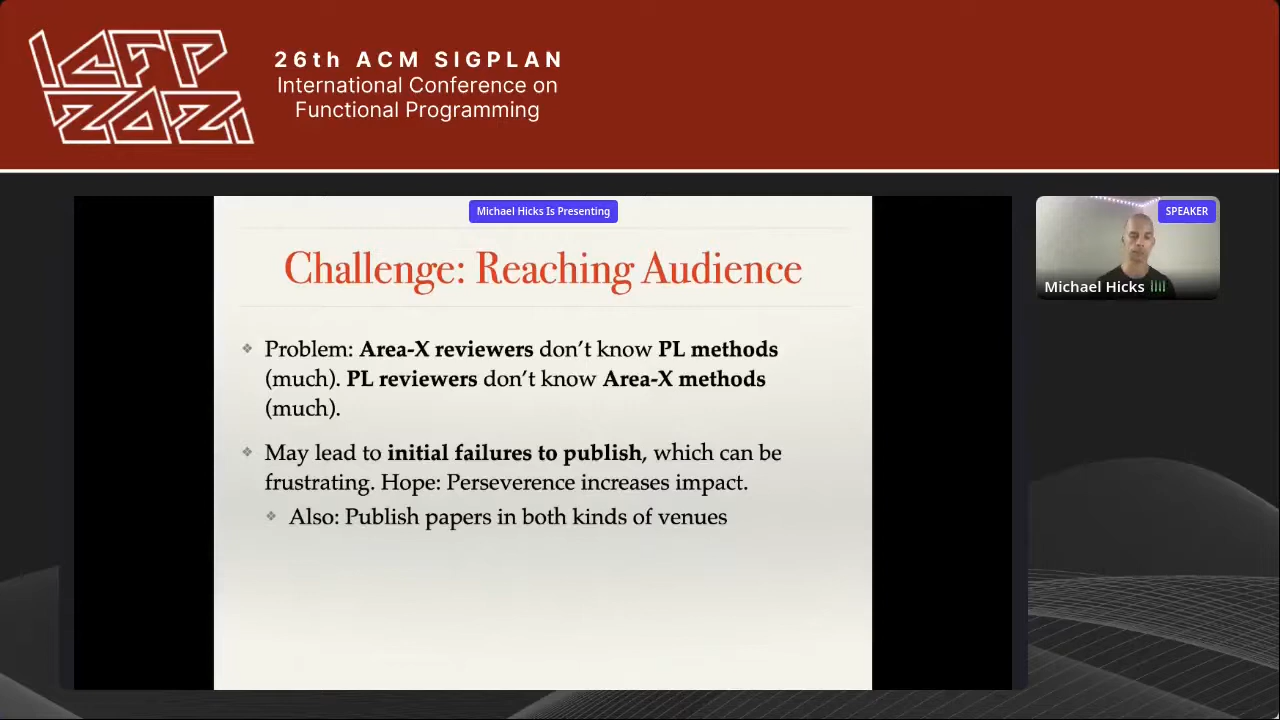 ICFP
2021
26th ACM SIGPLAN
International Conference on
Functional Programming
Michael Hicks Is Presenting
SPEAKER
Michael Hicks
Challenge: Reaching Audience
❖ Problem: Area-X reviewers don’t know PL methods
(much). PL reviewers don’t know Area-X methods
(much).
❖ May lead to initial failures to publish, which can be
frustrating. Hope: Perseverence increases impact.
❖ Also: Publish papers in both kinds of venues